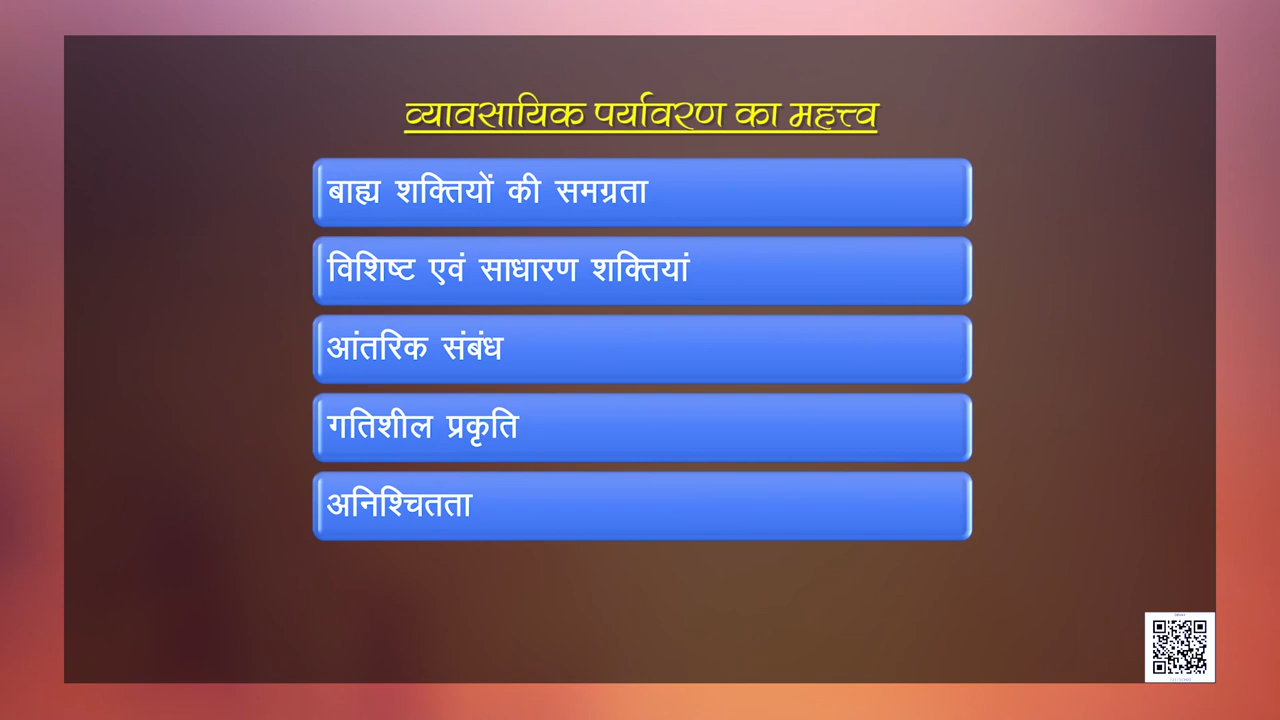 व्यावसायिक पर्यावरण का महत्त्व
बाह्य शक्तियों की समग्रता
विशिष्ट एवं साधारण शक्तियां
आंतरिक संबंध
गतिशील प्रकृति
अनिश्चितता